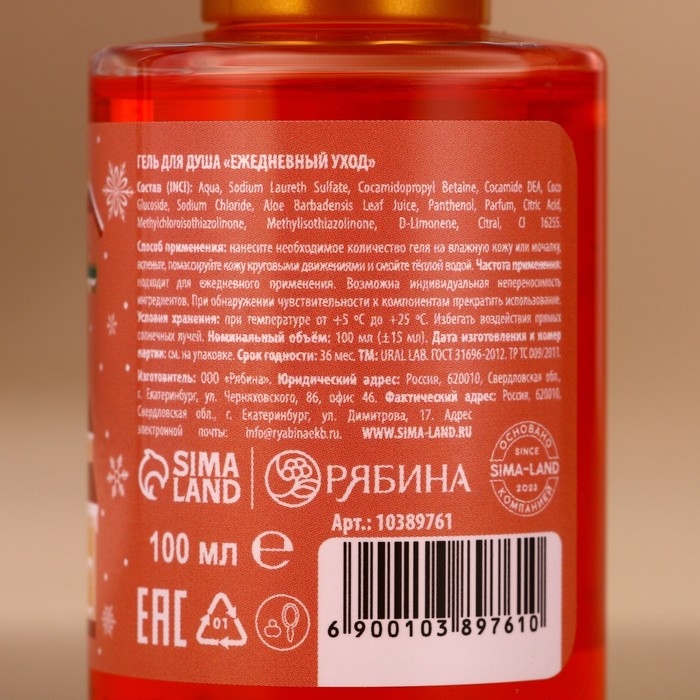 ГЕЛЬ ДЛЯ ДУША «ЕЖЕДНЕВНЫЙ УХОД»
Состав (INCI): Aqua, Sodium Laureth Sulfate, Cocamidopropyl Betaine, Cocamide DEA, Coco
Glucoside, Sodium Chloride, Aloe Barbadensis Leaf Juice, Panthenol, Parfum, Citric Acid,
Methylchloroisothiazolinone, Methylisothiazolinone, D-Limonene, Citral, CI 16255.
Способ применения: нанесите необходимое количество геля на влажную кожу или мочалку,
вспеньте, помассируйте кожу круговыми движениями и смойте тёплой водой. Частота применения:
подходит для ежедневного применения. Возможна индивидуальная непереносимость
ингредиентов. При обнаружении чувствительности к компонентам прекратить использование.
Условия хранения: при температуре от +5 °C до +25 °C. Избегать воздействия прямых
солнечных лучей. Номинальный объём: 100 мл (±15 мл). Дата изготовления и номер
партии: см. на упаковке. Срок годности: 36 мес. TM: URAL LAB. ГОСТ 31696-2012. ТР ТС 009/2011.
Изготовитель: ООО «Рябина». Юридический адрес: Россия, 620010, Свердловская обл.,
г. Екатеринбург, ул. Черняховского, 86, офис 46. Фактический адрес: Россия, 620010,
Свердловская обл., г. Екатеринбург, ул. Димитрова, 17. Адрес
электронной почты: info@ryabinaekb.ru. WWW.SIMA-LAND.RU
SIMA
LAND
РЯБИНА
ОСНОВАНО
SINCE
SIMA-LAND
2023
КОМПАНИЕЙ
Арт.: 10389761
100 мл ℮
EAC
01
6 900103 897610